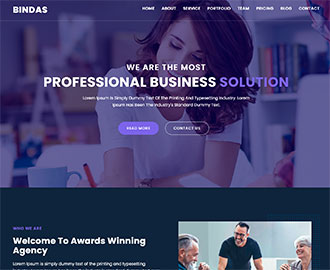 BINDAS
HOME ABOUT SERVICE PORTFOLIO TEAM PRICING BLOG CONTACT
WE ARE THE MOST
PROFESSIONAL BUSINESS SOLUTION
Lorem Ipsum is Simply Dummy Text Of The Printing And Typesetting Industry Lorem
Ipsum Has Been The Industry's Standard Dummy Text.
READ MORE
CONTACT US
WHO WE ARE
Welcome To Awards Winning
Agency
Lorem Ipsum is simply dummy text of the printing and typesetting